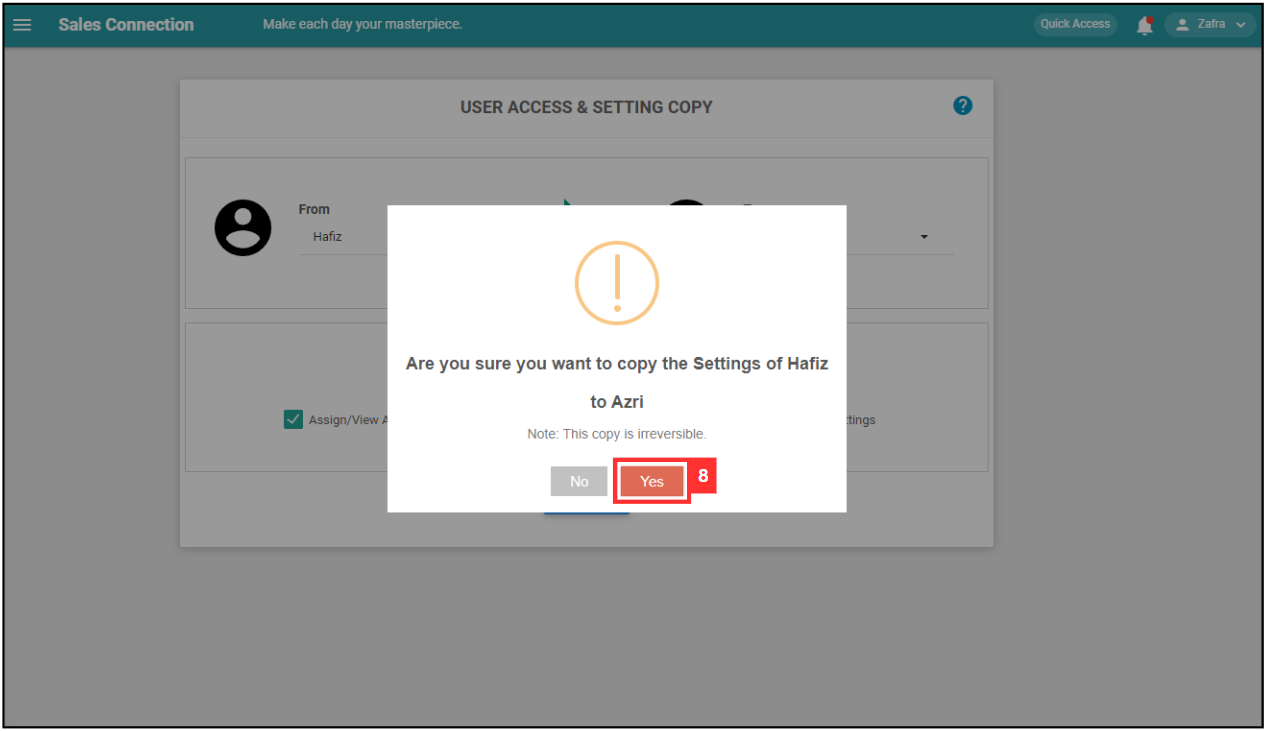 Sales Connection Make each day your masterpiece. Quick Access Zafra
USER ACCESS & SETTING COPY ?
From
Hafiz
Are you sure you want to copy the Settings of Hafiz
to Azri
Assign/View A ttings
Note: This copy is irreversible.
No Yes 8